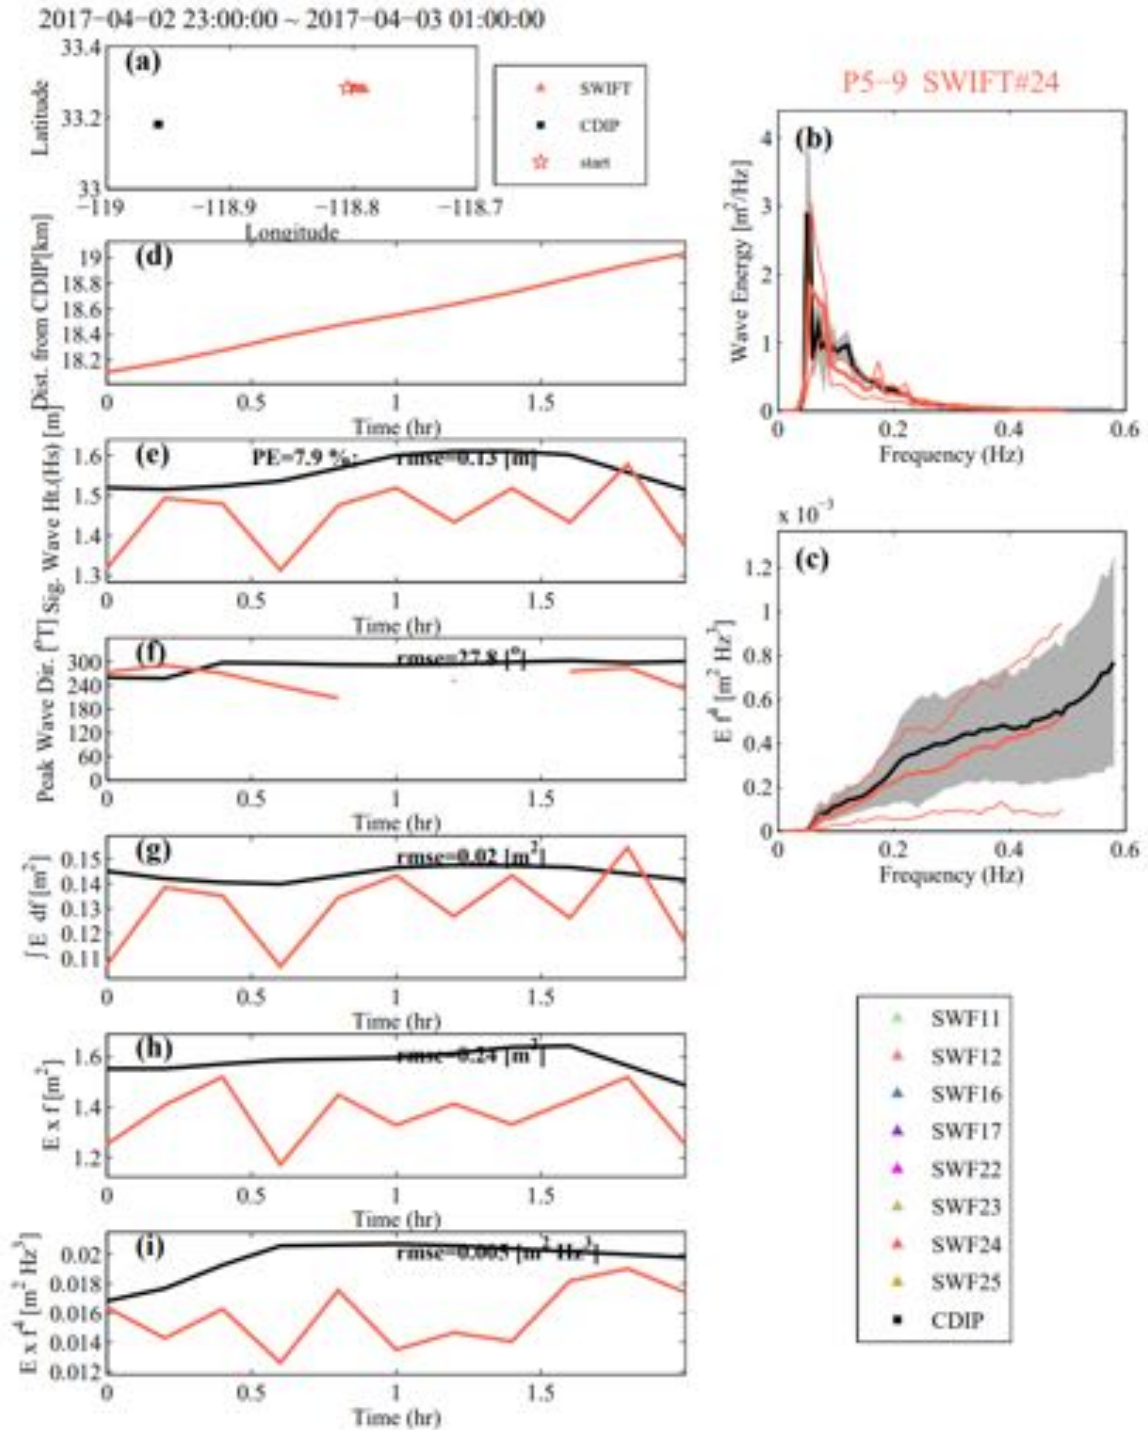 2017−04−02 23:00:00 ~ 2017−04−03 01:00:00
(a)
33.4
33.2
33
Latitude
−119 −118.9 −118.8 −118.7
Longitude
SWIFT
CDIP
start
P5−9 SWIFT#24
(b)
4
3
2
1
0
Wave Energy [m²/Hz]
0 0.2 0.4 0.6
Frequency (Hz)
(d)
19
18.8
18.6
18.4
18.2
Dist. from CDIP[km]
0 0.5 1 1.5
Time (hr)
(e)
PE=7.9 %; rmse=0.13 [m]
1.6
1.5
1.4
1.3
Sig. Wave Ht.(Hs) [m]
0 0.5 1 1.5
Time (hr)
x 10⁻³
(c)
1.2
1
0.8
0.6
0.4
0.2
0
E f⁴ [m² Hz³]
0 0.2 0.4 0.6
Frequency (Hz)
(f)
rmse=27.8 [°]
300
240
180
120
60
0
Peak Wave Dir. [°T]
0 0.5 1 1.5
Time (hr)
(g)
rmse=0.02 [m²]
0.15
0.14
0.13
0.12
0.11
∫E df [m²]
0 0.5 1 1.5
Time (hr)
(h)
rmse=0.24 [m²]
1.6
1.4
1.2
E x f [m²]
0 0.5 1 1.5
Time (hr)
(i)
rmse=0.005 [m² Hz³]
0.02
0.018
0.016
0.014
0.012
E x f⁴ [m² Hz³]
0 0.5 1 1.5
Time (hr)
SWF11
SWF12
SWF16
SWF17
SWF22
SWF23
SWF24
SWF25
CDIP